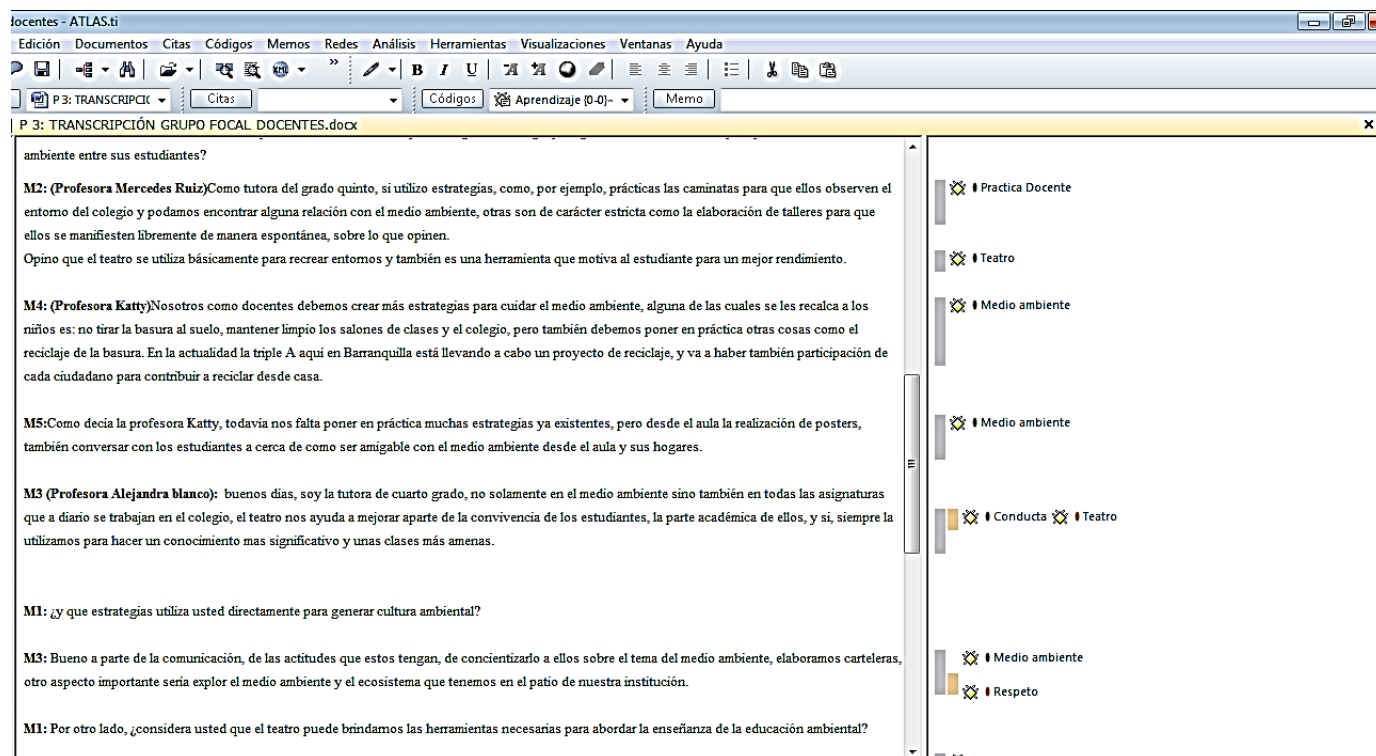 docentes - ATLAS.ti
Edición Documentos Citas Códigos Memos Redes Análisis Herramientas Visualizaciones Ventanas Ayuda
XML » B I U A A
P 3: TRANSCRIPCIÓ Citas Códigos Aprendizaje {0-0}~ Memo
P 3: TRANSCRIPCIÓN GRUPO FOCAL DOCENTES.docx
ambiente entre sus estudiantes?
M2: (Profesora Mercedes Ruiz)Como tutora del grado quinto, si utilizo estrategias, como, por ejemplo, prácticas las caminatas para que ellos observen el
entorno del colegio y podamos encontrar alguna relación con el medio ambiente, otras son de carácter estricta como la elaboración de talleres para que
ellos se manifiesten libremente de manera espontánea, sobre lo que opinen.
Opino que el teatro se utiliza básicamente para recrear entornos y también es una herramienta que motiva al estudiante para un mejor rendimiento.
M4: (Profesora Katty)Nosotros como docentes debemos crear más estrategias para cuidar el medio ambiente, alguna de las cuales se les recalca a los
niños es: no tirar la basura al suelo, mantener limpio los salones de clases y el colegio, pero también debemos poner en práctica otras cosas como el
reciclaje de la basura. En la actualidad la triple A aquí en Barranquilla está llevando a cabo un proyecto de reciclaje, y va a haber también participación de
cada ciudadano para contribuir a reciclar desde casa.
M5:Como decía la profesora Katty, todavía nos falta poner en práctica muchas estrategias ya existentes, pero desde el aula la realización de posters,
también conversar con los estudiantes a cerca de como ser amigable con el medio ambiente desde el aula y sus hogares.
M3 (Profesora Alejandra blanco): buenos días, soy la tutora de cuarto grado, no solamente en el medio ambiente sino también en todas las asignaturas
que a diario se trabajan en el colegio, el teatro nos ayuda a mejorar aparte de la convivencia de los estudiantes, la parte académica de ellos, y si, siempre la
utilizamos para hacer un conocimiento mas significativo y unas clases más amenas.
M1: ¿y que estrategias utiliza usted directamente para generar cultura ambiental?
M3: Bueno a parte de la comunicación, de las actitudes que estos tengan, de concientizarlo a ellos sobre el tema del medio ambiente, elaboramos carteleras,
otro aspecto importante sería explor el medio ambiente y el ecosistema que tenemos en el patio de nuestra institución.
M1: Por otro lado, ¿considera usted que el teatro puede brindarnos las herramientas necesarias para abordar la enseñanza de la educación ambiental?
Practica Docente
Teatro
Medio ambiente
Medio ambiente
Conducta Teatro
Medio ambiente
Respeto